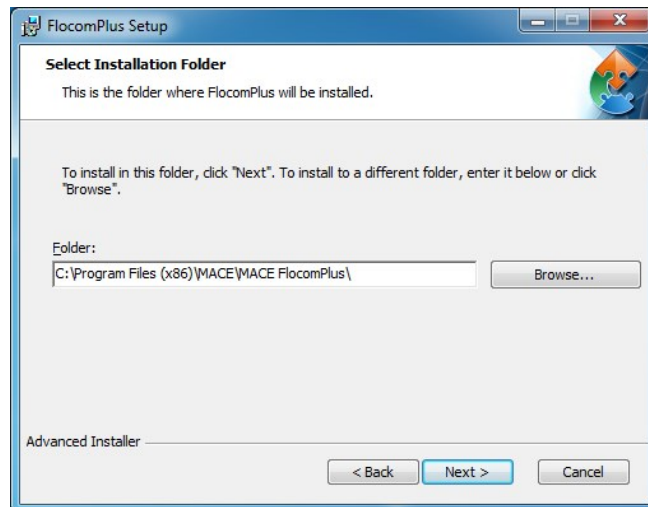 FlocomPlus Setup
Select Installation Folder
This is the folder where FlocomPlus will be installed.
To install in this folder, click "Next". To install to a different folder, enter it below or click
"Browse".
Folder:
C:\Program Files (x86)\MACE\MACE FlocomPlus\
Browse...
Advanced Installer
< Back
Next >
Cancel